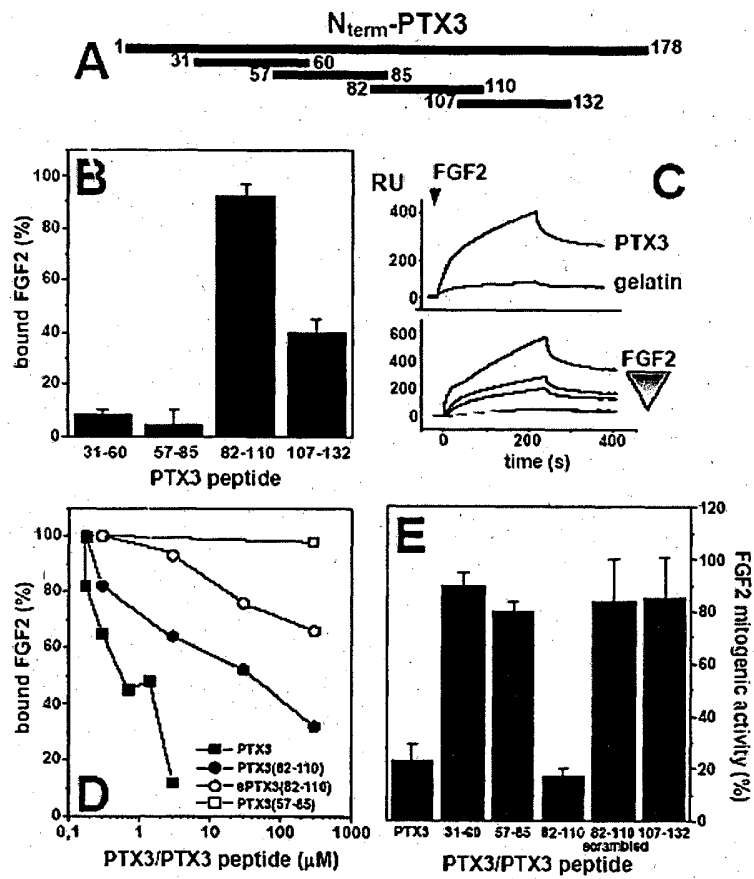 N_term-PTX3
1 178
A
31 60
57 85
82 110
107 132
B
bound FGF2 (%)
100
80
60
40
20
0
31-60 57-85 82-110 107-132
PTX3 peptide
C
RU
FGF2
400
200
0
PTX3
gelatin
600
400
200
0
FGF2
0 200 400
time (s)
D
bound FGF2 (%)
100
80
60
40
20
0
PTX3
PTX3(82-110)
sPTX3(82-110)
PTX3(57-85)
0,1 1 10 100 1000
PTX3/PTX3 peptide (µM)
E
120
100
80
60
40
20
0
FGF2 mitogenic activity (%)
PTX3 31-60 57-85 82-110 82-110 107-132
scrambled
PTX3/PTX3 peptide